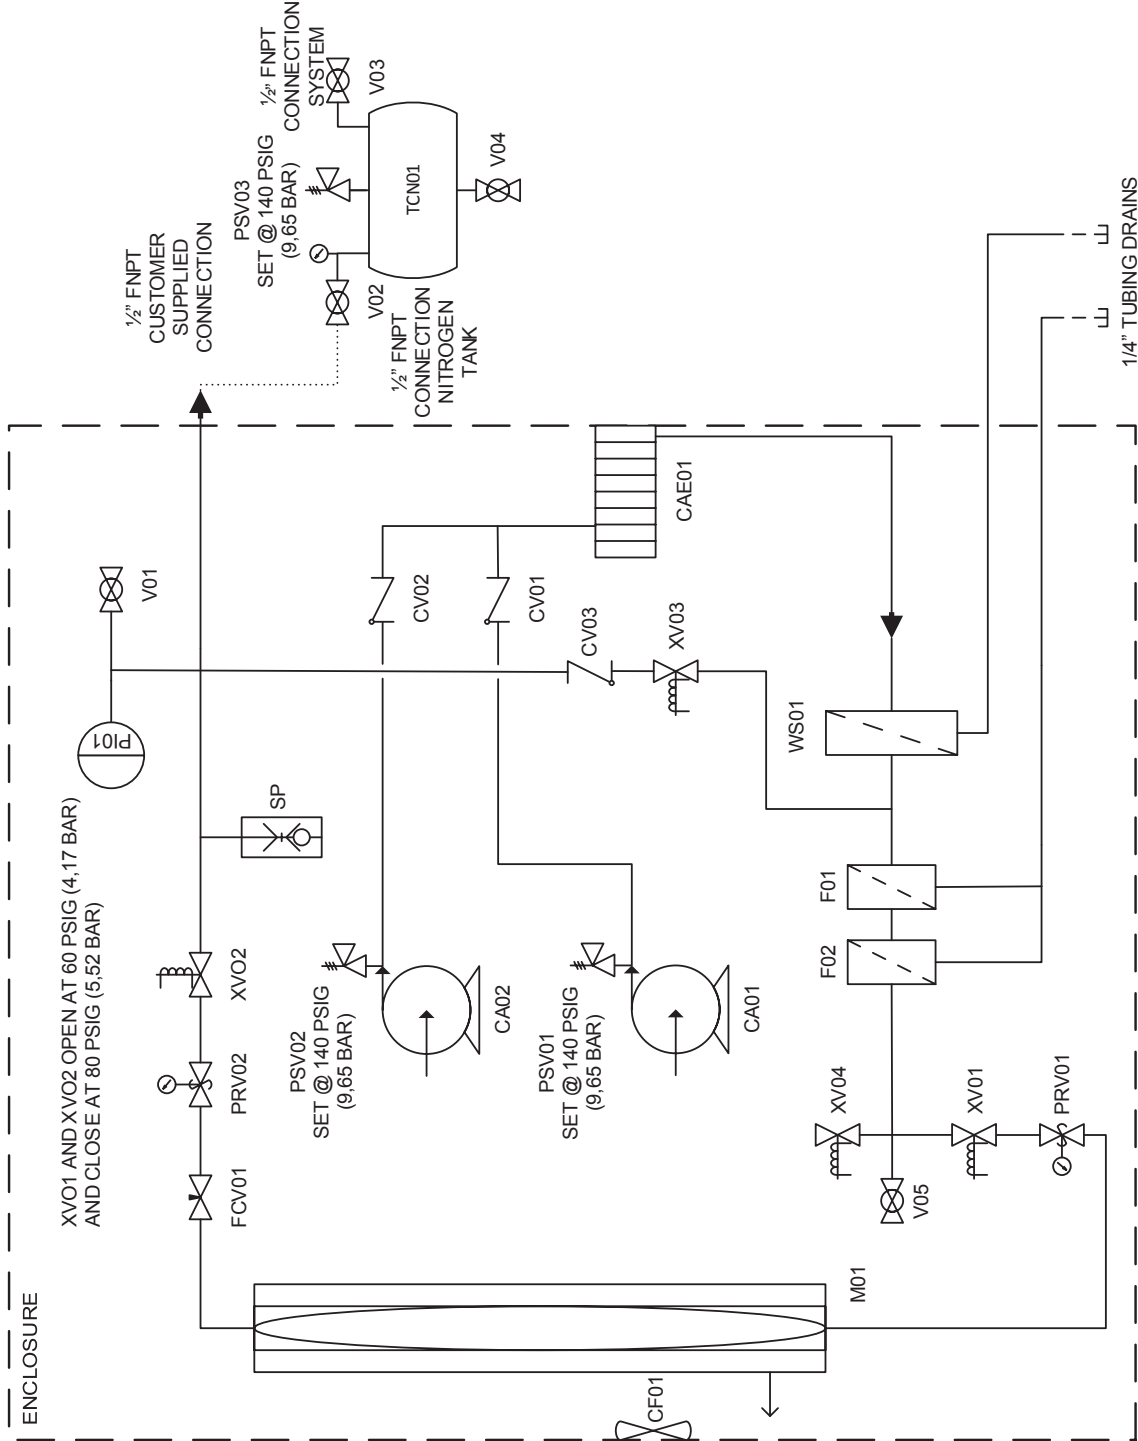 ENCLOSURE
XVO1 AND XVO2 OPEN AT 60 PSIG (4,17 BAR)
AND CLOSE AT 80 PSIG (5,52 BAR)
FCV01
PRV02
XVO2
SP
PI01
V01
½" FNPT
CUSTOMER
SUPPLIED
CONNECTION
PSV03
SET @ 140 PSIG
(9,65 BAR)
½" FNPT
CONNECTION
SYSTEM
V03
V02
TCN01
V04
½" FNPT
CONNECTION
NITROGEN
TANK
PSV02
SET @ 140 PSIG
(9,65 BAR)
CA02
CV02
PSV01
SET @ 140 PSIG
(9,65 BAR)
CA01
CV01
CV03
XV03
CAE01
WS01
F01
F02
XV04
XV01
PRV01
V05
M01
CF01
1/4" TUBING DRAINS